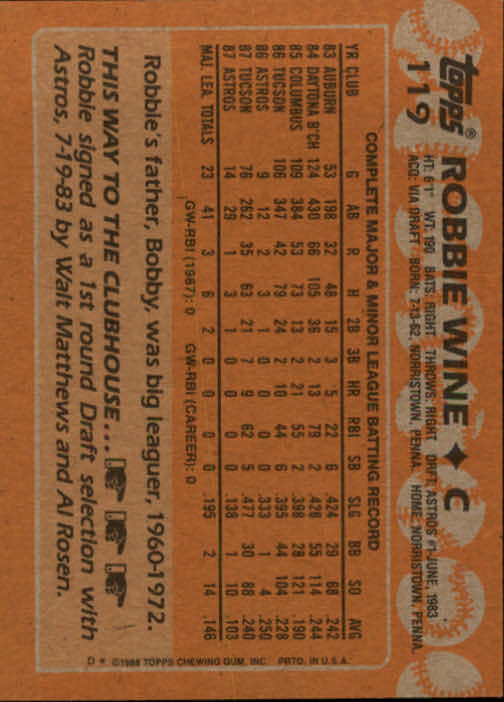 topps ROBBIE WINE ♦ C
119 HT: 6'1" WT: 190 BATS: RIGHT THROWS: RIGHT DRFT: ASTROS #1-JUNE, 1983
ACQ: VIA DRAFT BORN: 7-13-62, NORRISTOWN, PENNA. HOME: NORRISTOWN, PENNA.
COMPLETE MAJOR & MINOR LEAGUE BATTING RECORD
YR CLUB G AB R H 2B 3B HR RBI SB SLG BB SO AVG
83 AUBURN 53 198 32 48 15 3 5 22 6 .424 29 68 .242
84 DAYTONA B'CH 124 430 66 105 36 2 13 79 2 .428 55 114 .244
85 COLUMBUS 109 384 53 73 13 2 21 55 2 .398 28 121 .190
86 TUCSON 106 347 42 79 24 2 10 44 6 .395 44 104 .228
86 ASTROS 9 12 2 3 1 0 0 0 0 .333 1 4 .250
87 TUCSON 76 262 35 63 21 7 9 62 5 .477 30 88 .240
87 ASTROS 14 29 1 3 1 0 0 0 0 .138 1 10 .103
MAJ. LEA. TOTALS 23 41 3 6 2 0 0 0 0 .195 2 14 .146
GW-RBI (1987): 0 GW-RBI (CAREER): 0
Robbie's father, Bobby, was big leaguer, 1960-1972.
THIS WAY TO THE CLUBHOUSE...
Robbie signed as a 1st round Draft selection with
Astros, 7-19-83 by Walt Matthews and Al Rosen.
D* ©1988 TOPPS CHEWING GUM, INC. PRTD. IN U.S.A.